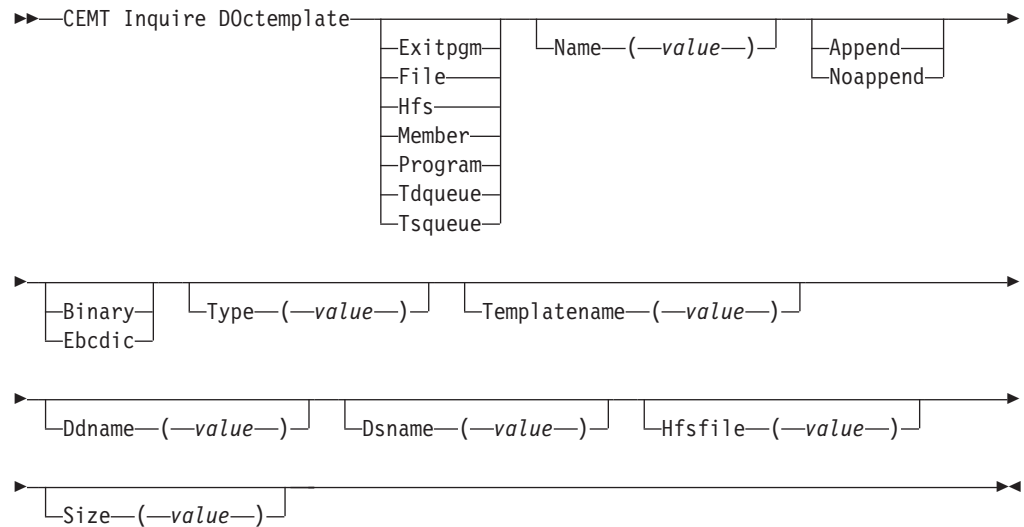 CEMT Inquire DOctemplate
Exitpgm
File
Hfs
Member
Program
Tdqueue
Tsqueue
Name ( value )
Append
Noappend
Binary
Ebcdic
Type ( value )
Templatename ( value )
Ddname ( value )
Dsname ( value )
Hfsfile ( value )
Size ( value )